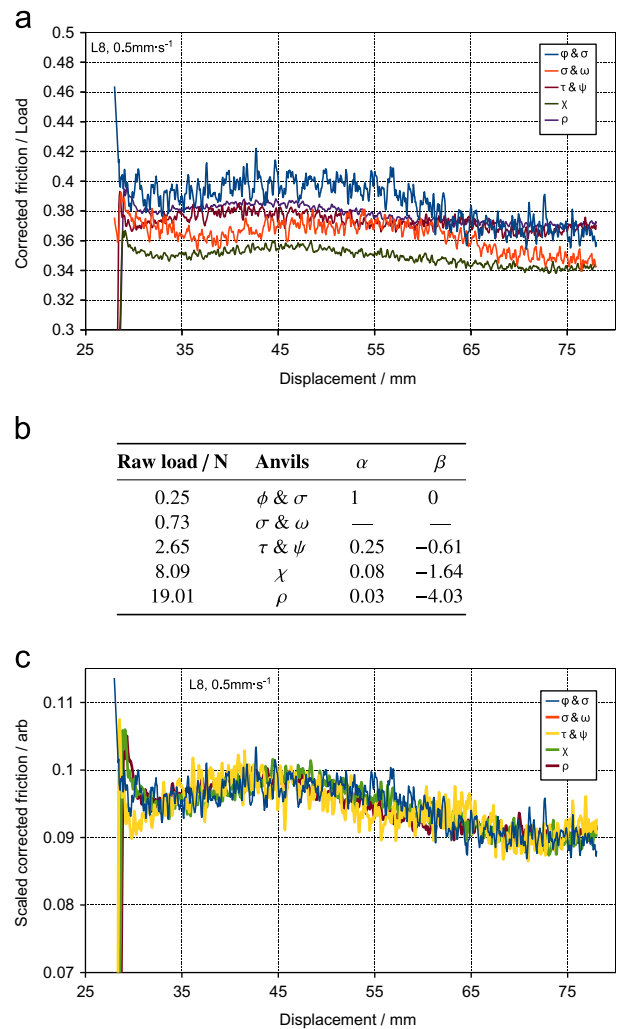 a
L8, 0.5mm·s⁻¹
0.5
0.48
0.46
0.44
0.42
0.4
0.38
0.36
0.34
0.32
0.3
Corrected friction / Load
φ & σ
σ & ω
τ & ψ
χ
ρ
25 35 45 55 65 75
Displacement / mm
b
Raw load / N Anvils α β
0.25 ϕ & σ 1 0
0.73 σ & ω — —
2.65 τ & ψ 0.25 −0.61
8.09 χ 0.08 −1.64
19.01 ρ 0.03 −4.03
c
L8, 0.5mm·s⁻¹
0.11
0.1
0.09
0.08
0.07
Scaled corrected friction / arb
φ & σ
σ & ω
τ & ψ
χ
ρ
25 35 45 55 65 75
Displacement / mm